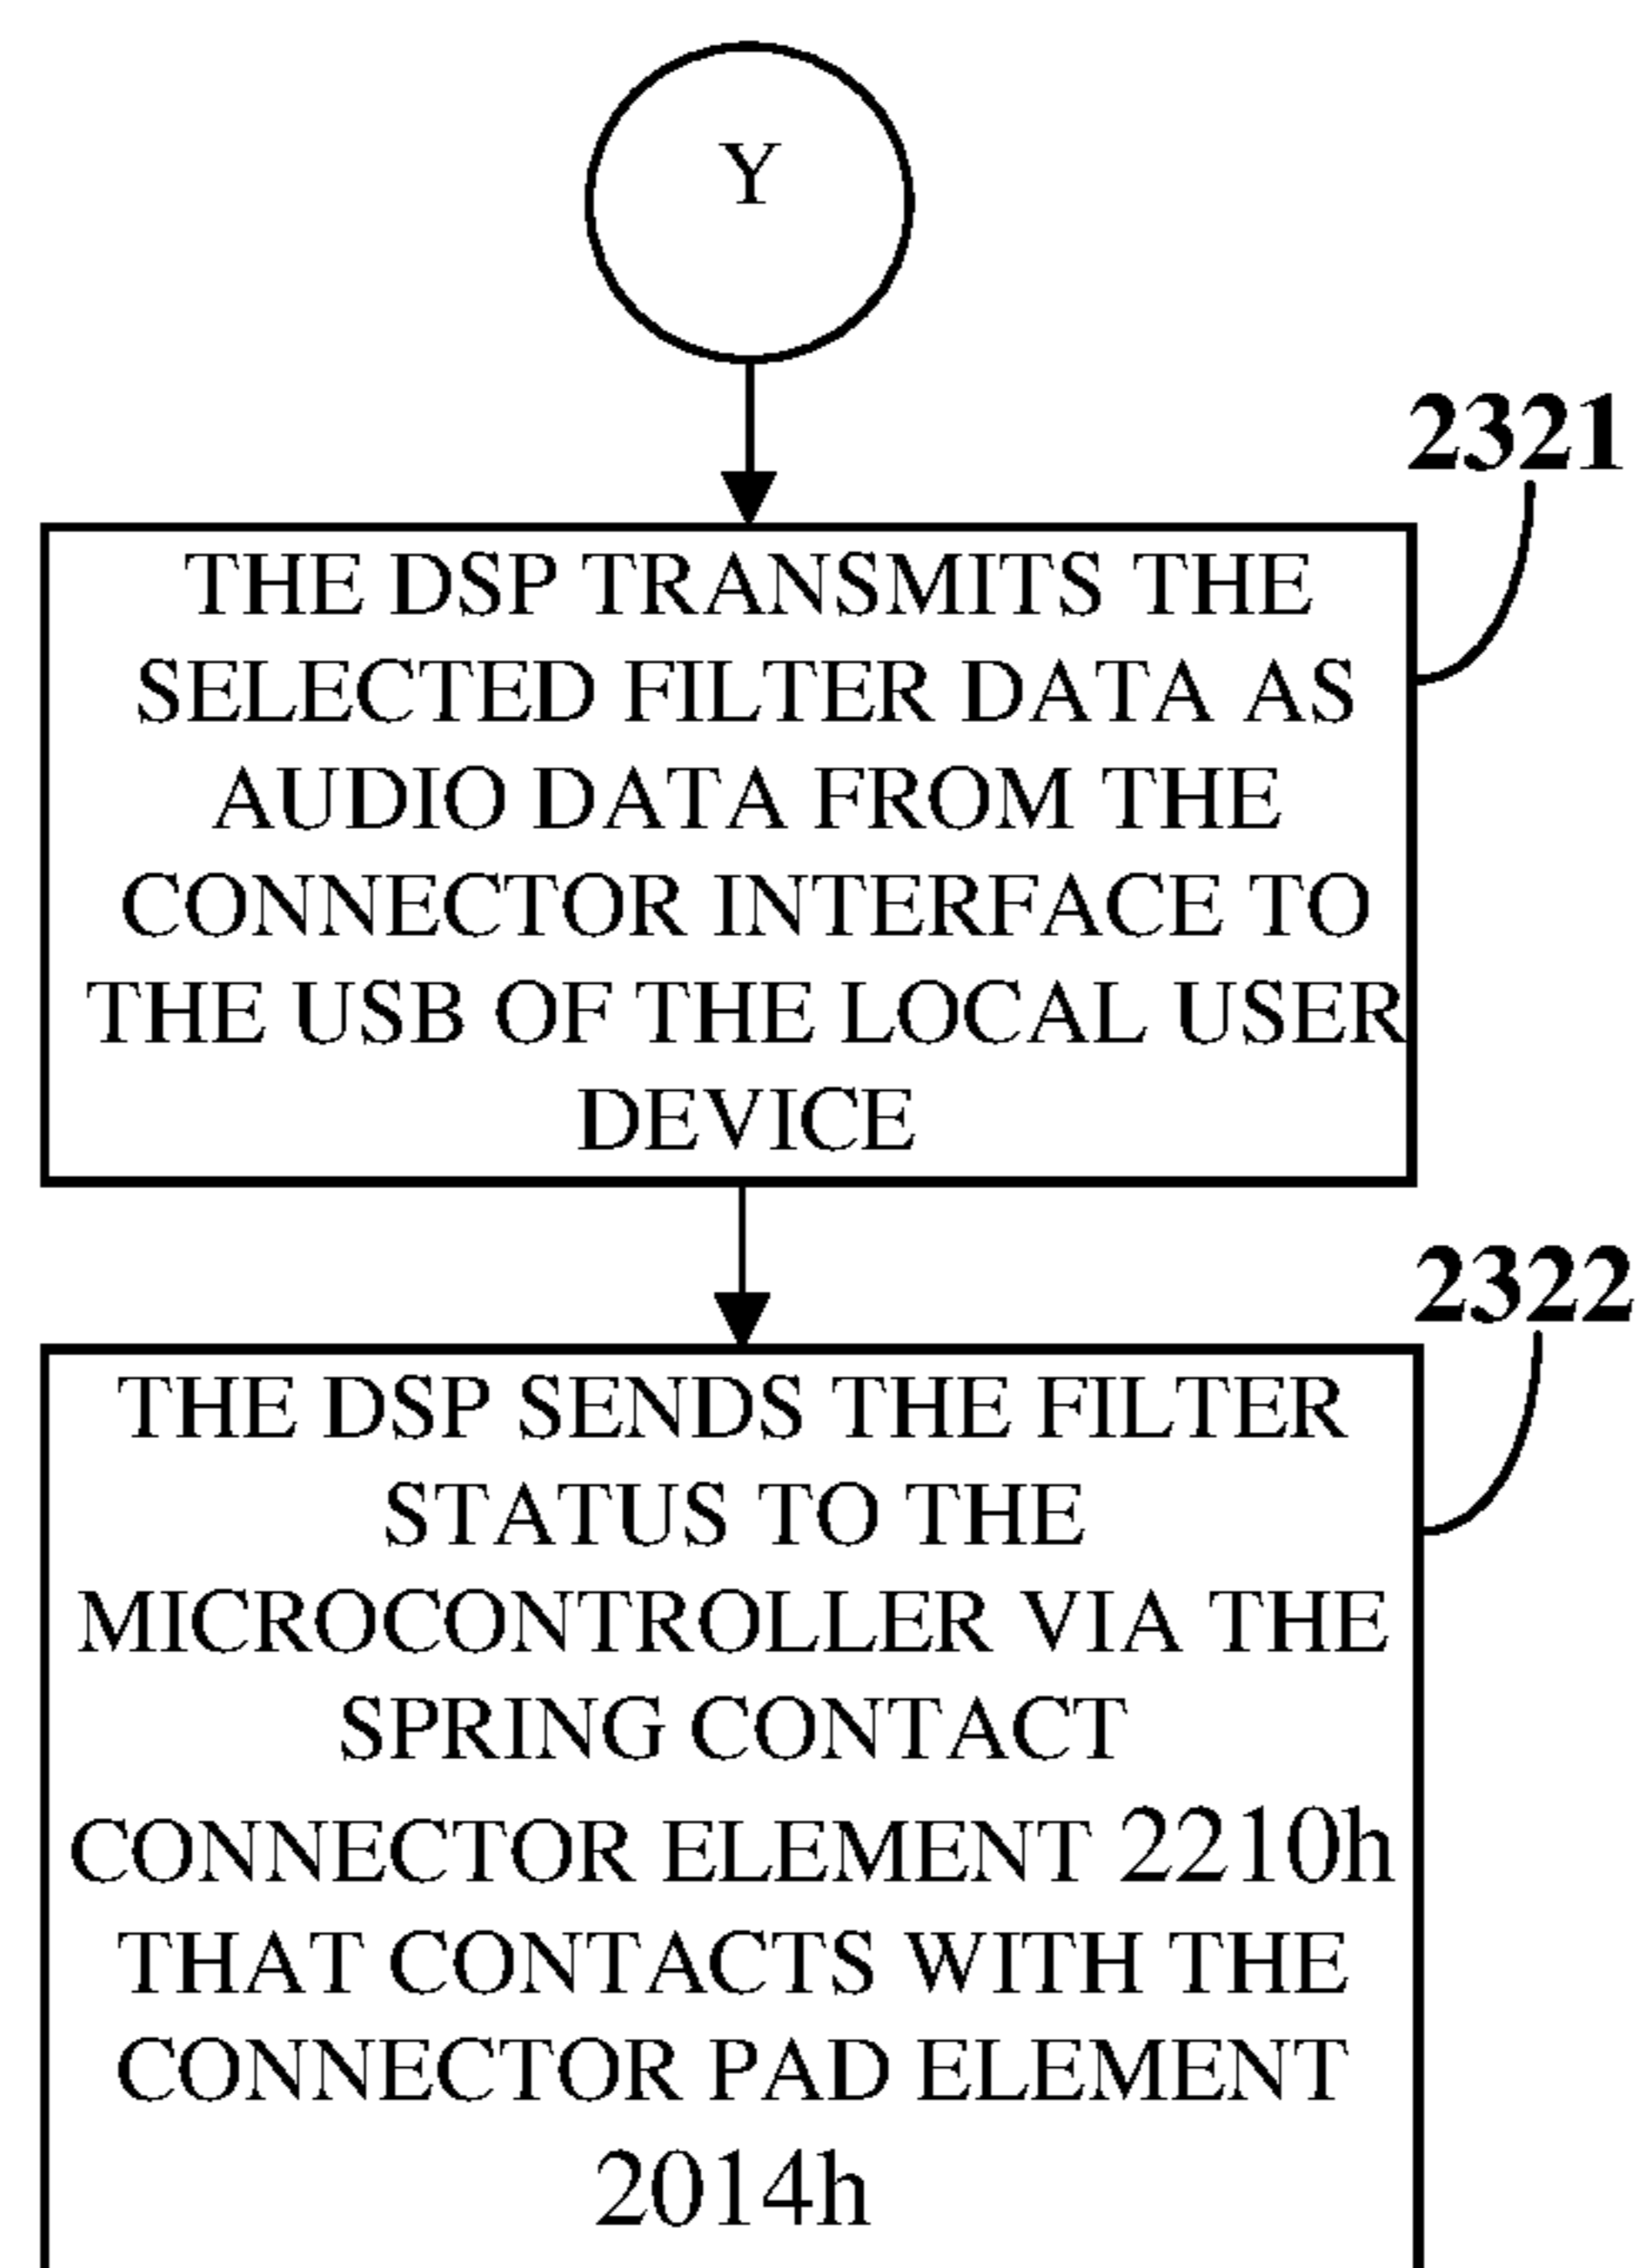 Y
2321
THE DSP TRANSMITS THE
SELECTED FILTER DATA AS
AUDIO DATA FROM THE
CONNECTOR INTERFACE TO
THE USB OF THE LOCAL USER
DEVICE
2322
THE DSP SENDS THE FILTER
STATUS TO THE
MICROCONTROLLER VIA THE
SPRING CONTACT
CONNECTOR ELEMENT 2210h
THAT CONTACTS WITH THE
CONNECTOR PAD ELEMENT
2014h